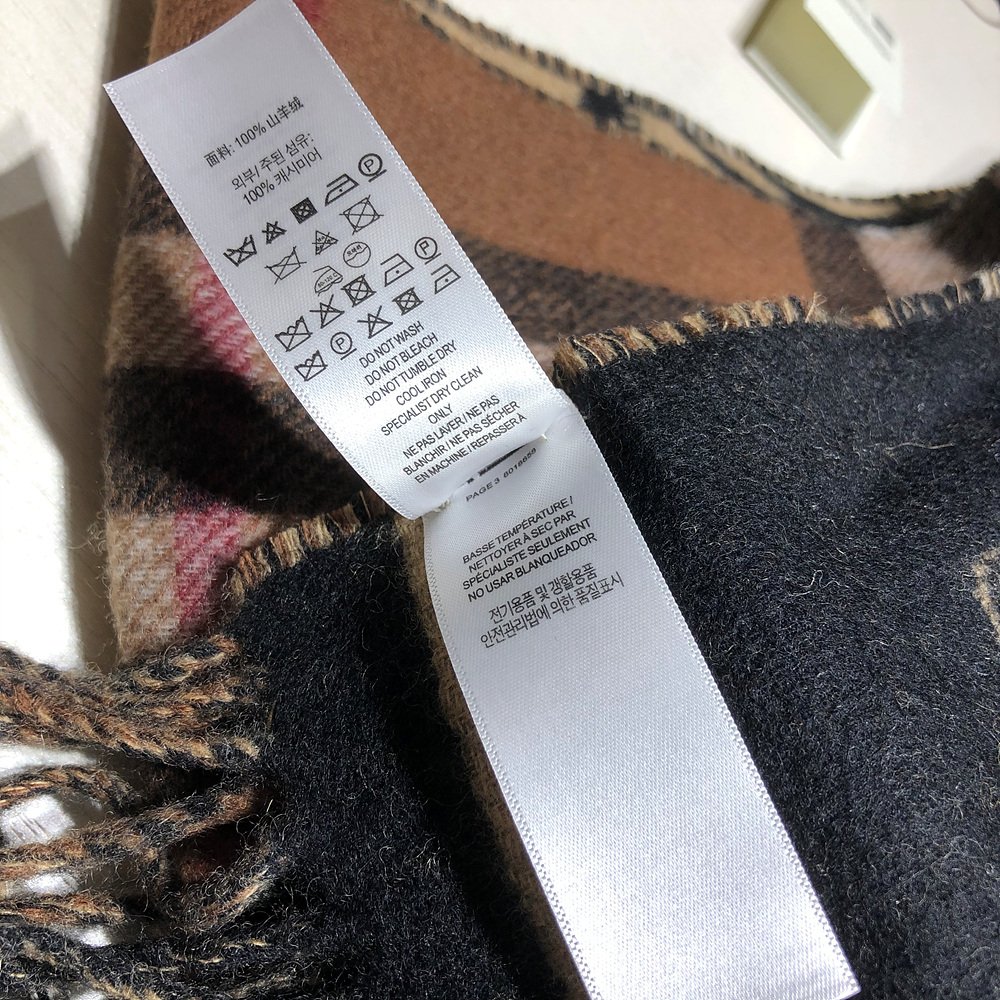 面料: 100% 山羊绒
외부/ 주된 섬유:
100% 캐시미어
P
P
P
DO NOT WASH
DO NOT BLEACH
DO NOT TUMBLE DRY
COOL IRON
SPECIALIST DRY CLEAN
ONLY
NE PAS LAVER / NE PAS
BLANCHIR / NE PAS SÉCHER
EN MACHINE / REPASSER À
PAGE 3 8018659
BASSE TEMPÉRATURE /
NETTOYER À SEC PAR
SPÉCIALISTE SEULEMENT
NO USAR BLANQUEADOR
전기용품 및 갱활용품
안전관리법에 의한 품질표시